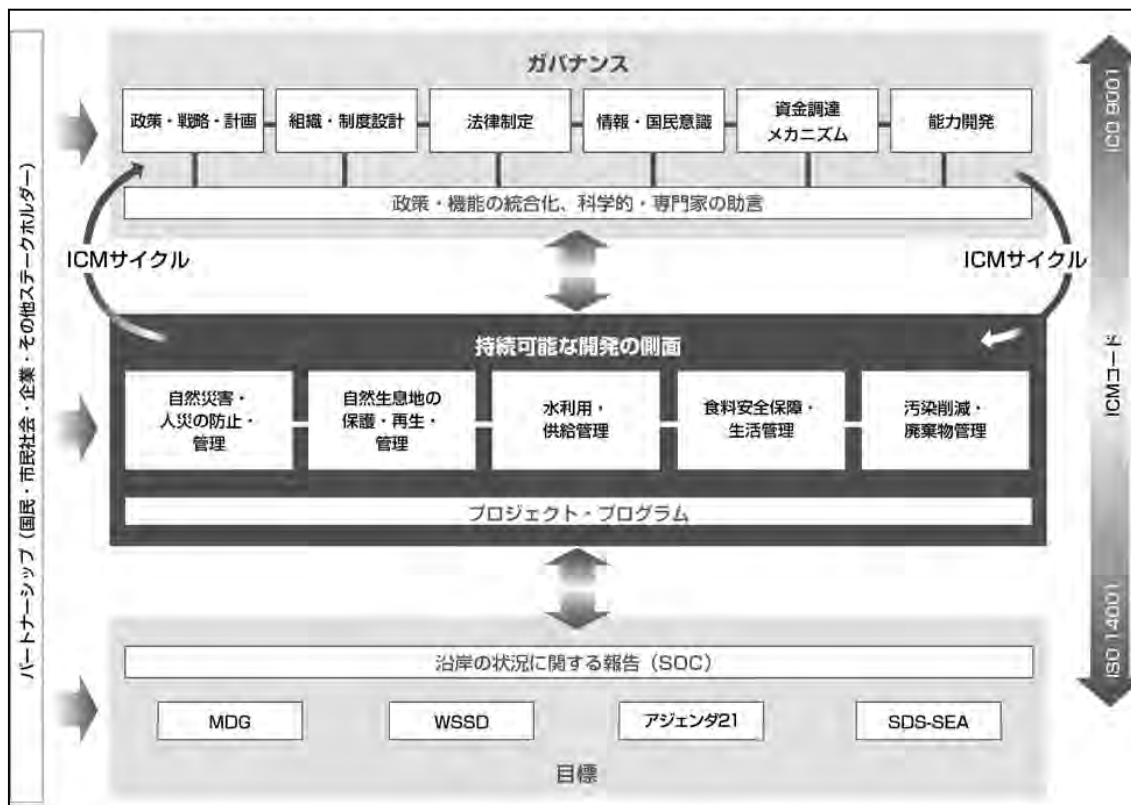 パートナーシップ（国民・市民社会・企業・その他ステークホルダー）
ガバナンス
政策・戦略・計画
組織・制度設計
法律制定
情報・国民意識
資金調達
メカニズム
能力開発
政策・機能の統合化、科学的・専門家の助言
ICMサイクル
ICMサイクル
持続可能な開発の側面
自然災害・
人災の防止・
管理
自然生息地の
保護・再生・
管理
水利用・
供給管理
食料安全保障・
生活管理
汚染削減・
廃棄物管理
プロジェクト・プログラム
沿岸の状況に関する報告（SOC）
MDG
WSSD
アジェンダ21
SDS-SEA
目標
ICO 9001
ICMコード
ISO 14001